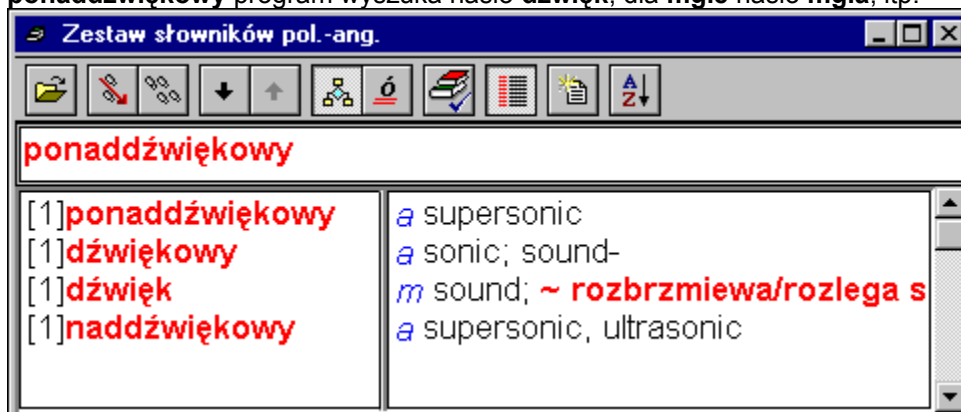 ponaddźwiękowy program wyszuka hasło dźwięk, dla mgle hasło mgła, itp.
Zestaw słowników pol.-ang.
ponaddźwiękowy
[1]ponaddźwiękowy a supersonic
[1]dźwiękowy a sonic; sound-
[1]dźwięk m sound; ~ rozbrzmiewa/rozlega s
[1]naddźwiękowy a supersonic, ultrasonic